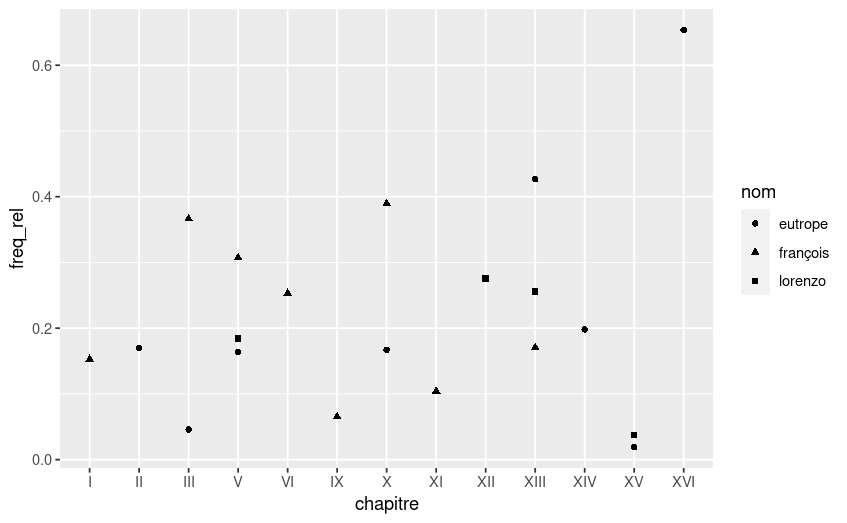 0.6
0.4
0.2
0.0
freq_rel
I II III V VI IX X XI XII XIII XIV XV XVI
chapitre
nom
eutrope
françois
lorenzo